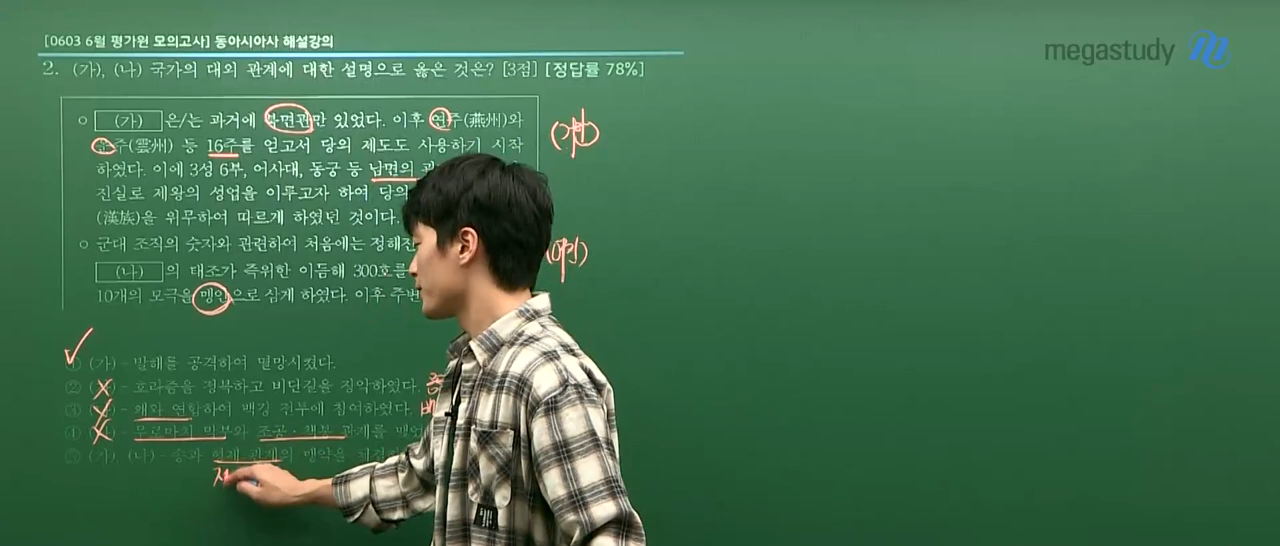 [0603 6월 평가원 모의고사] 동아시아사 해설강의
megastudy
2. (가), (나) 국가의 대외 관계에 대한 설명으로 옳은 것은? [3점] [정답률 78%]
○ (가) 은/는 과거에 북면관만 있었다. 이후 연주(燕州)와
운주(雲州) 등 16주를 얻고서 당의 제도도 사용하기 시작
하였다. 이에 3성 6부, 어사대, 동궁 등 남면의
진실로 제왕의 성업을 이루고자 하여 당의
(漢族)을 위무하여 따르게 하였던 것이다.
○ 군대 조직의 숫자와 관련하여 처음에는
(나) 의 태조가 즉위한 이듬해 300호를
10개의 모극을 맹안으로 삼게 하였다. 이후
① (가) - 발해를 공격하여 멸망시켰다.
② - 호라즘을 정복하고 비단길을 장악하였다.
③ - 왜와 연합하여 백강 전투에 참여하였다.
④ - 무로마치 막부와 조공·책봉 관계를
⑤ (가), (나) - 송과 형제 관계의 맹약을